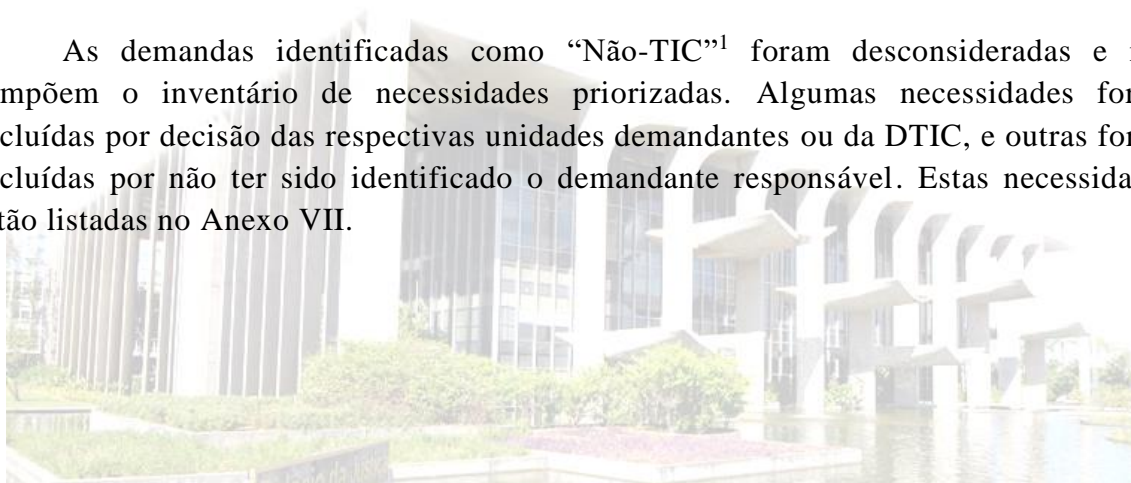 As demandas identificadas como “Não-TIC”¹ foram desconsideradas e
mpõem o inventário de necessidades priorizadas. Algumas necessidades for
cluídas por decisão das respectivas unidades demandantes ou da DTIC, e outras for
cluídas por não ter sido identificado o demandante responsável. Estas necessida
tão listadas no Anexo VII.